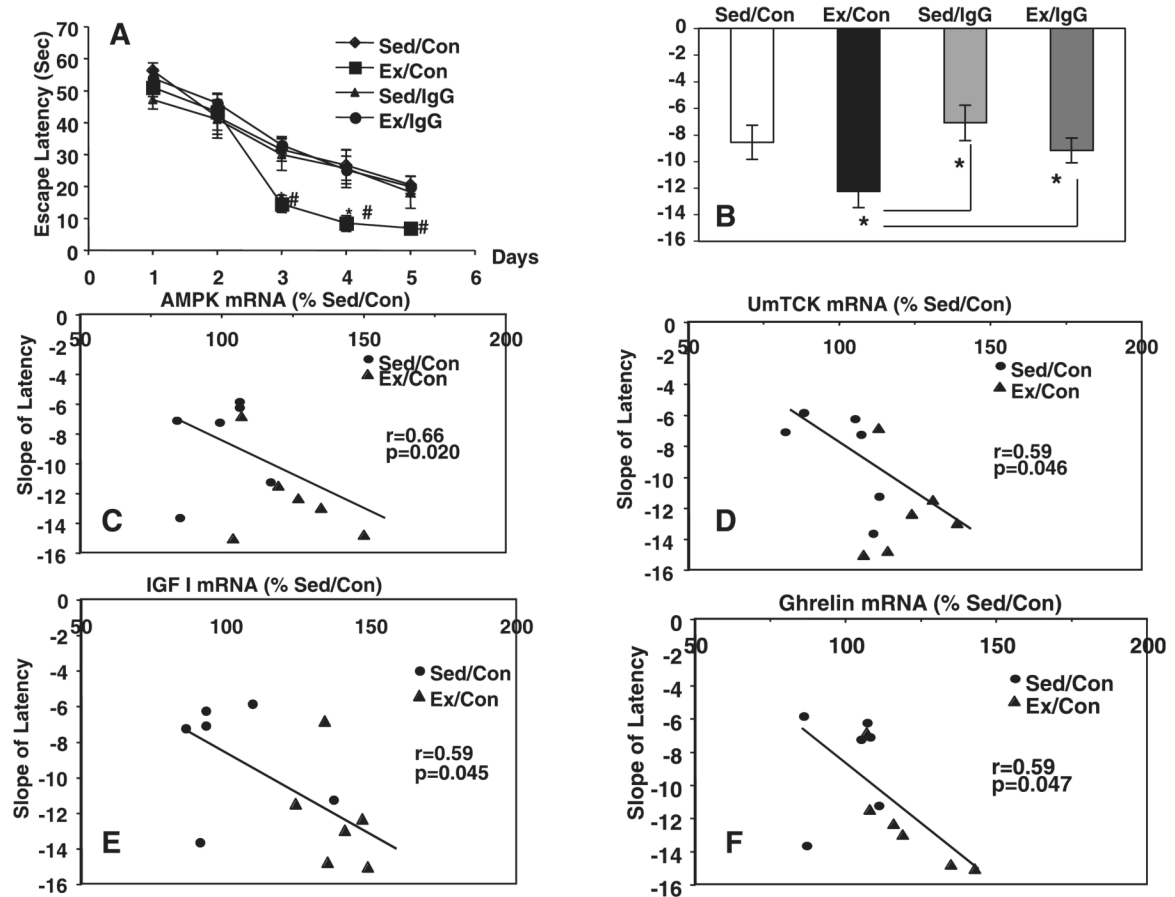 A
Escape Latency (Sec)
70
60
50
40
30
20
10
0
Sed/Con
Ex/Con
Sed/IgG
Ex/IgG
*#
* #
#
0 1 2 3 4 5 6
Days
Sed/Con Ex/Con Sed/IgG Ex/IgG
0
-2
-4
-6
-8
-10
-12
-14
-16
B
*
*
*
AMPK mRNA (% Sed/Con)
50 100 150 200
Slope of Latency
0
-2
-4
-6
-8
-10
-12
-14
-16
Sed/Con
Ex/Con
r=0.66
p=0.020
C
UmTCK mRNA (% Sed/Con)
50 100 150 200
Slope of Latency
0
-2
-4
-6
-8
-10
-12
-14
-16
Sed/Con
Ex/Con
r=0.59
p=0.046
D
IGF I mRNA (% Sed/Con)
50 100 150 200
Slope of Latency
0
-2
-4
-6
-8
-10
-12
-14
-16
Sed/Con
Ex/Con
r=0.59
p=0.045
E
Ghrelin mRNA (% Sed/Con)
50 100 150 200
Slope of Latency
0
-2
-4
-6
-8
-10
-12
-14
-16
Sed/Con
Ex/Con
r=0.59
p=0.047
F